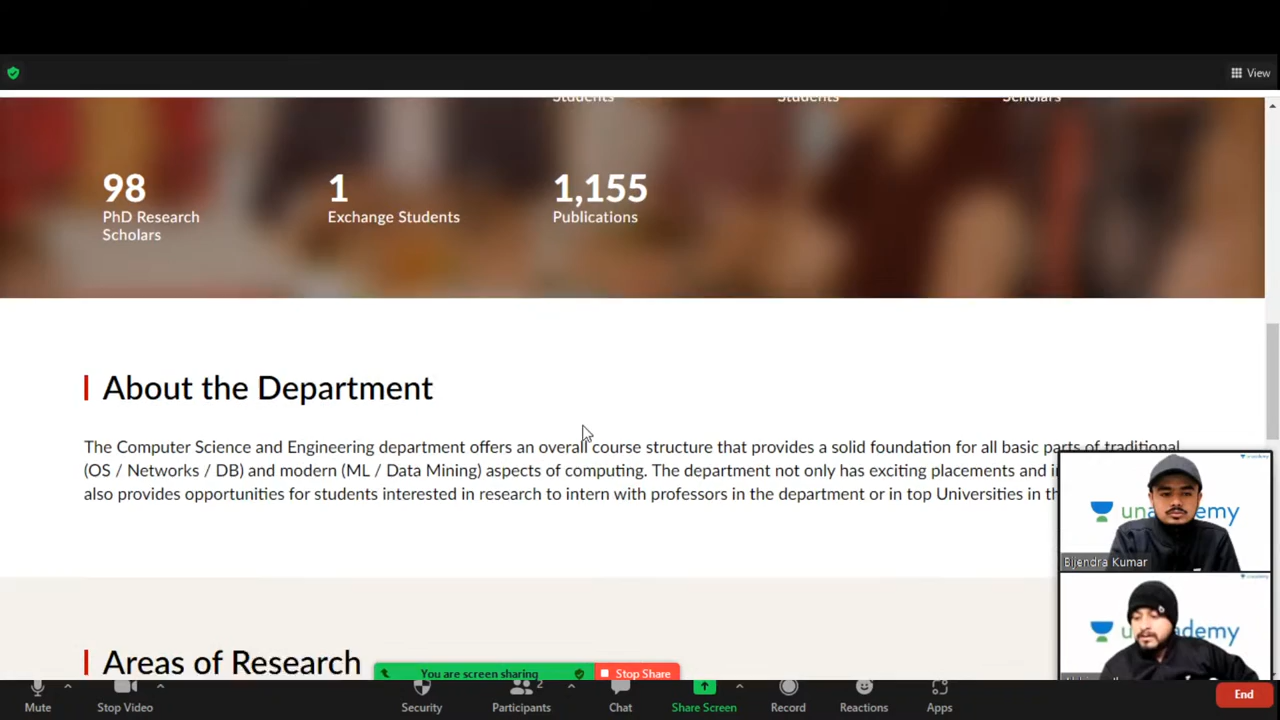 View
Students
Students
Scholars
98
PhD Research
Scholars
1
Exchange Students
1,155
Publications
About the Department
The Computer Science and Engineering department offers an overall course structure that provides a solid foundation for all basic parts of traditional
(OS / Networks / DB) and modern (ML / Data Mining) aspects of computing. The department not only has exciting placements and
also provides opportunities for students interested in research to intern with professors in the department or in top Universities in
unacademy
Bijendra Kumar
unacademy
Areas of Research
You are screen sharing
Stop Share
Mute
Stop Video
Security
Participants
2
Chat
Share Screen
Record
Reactions
Apps
End